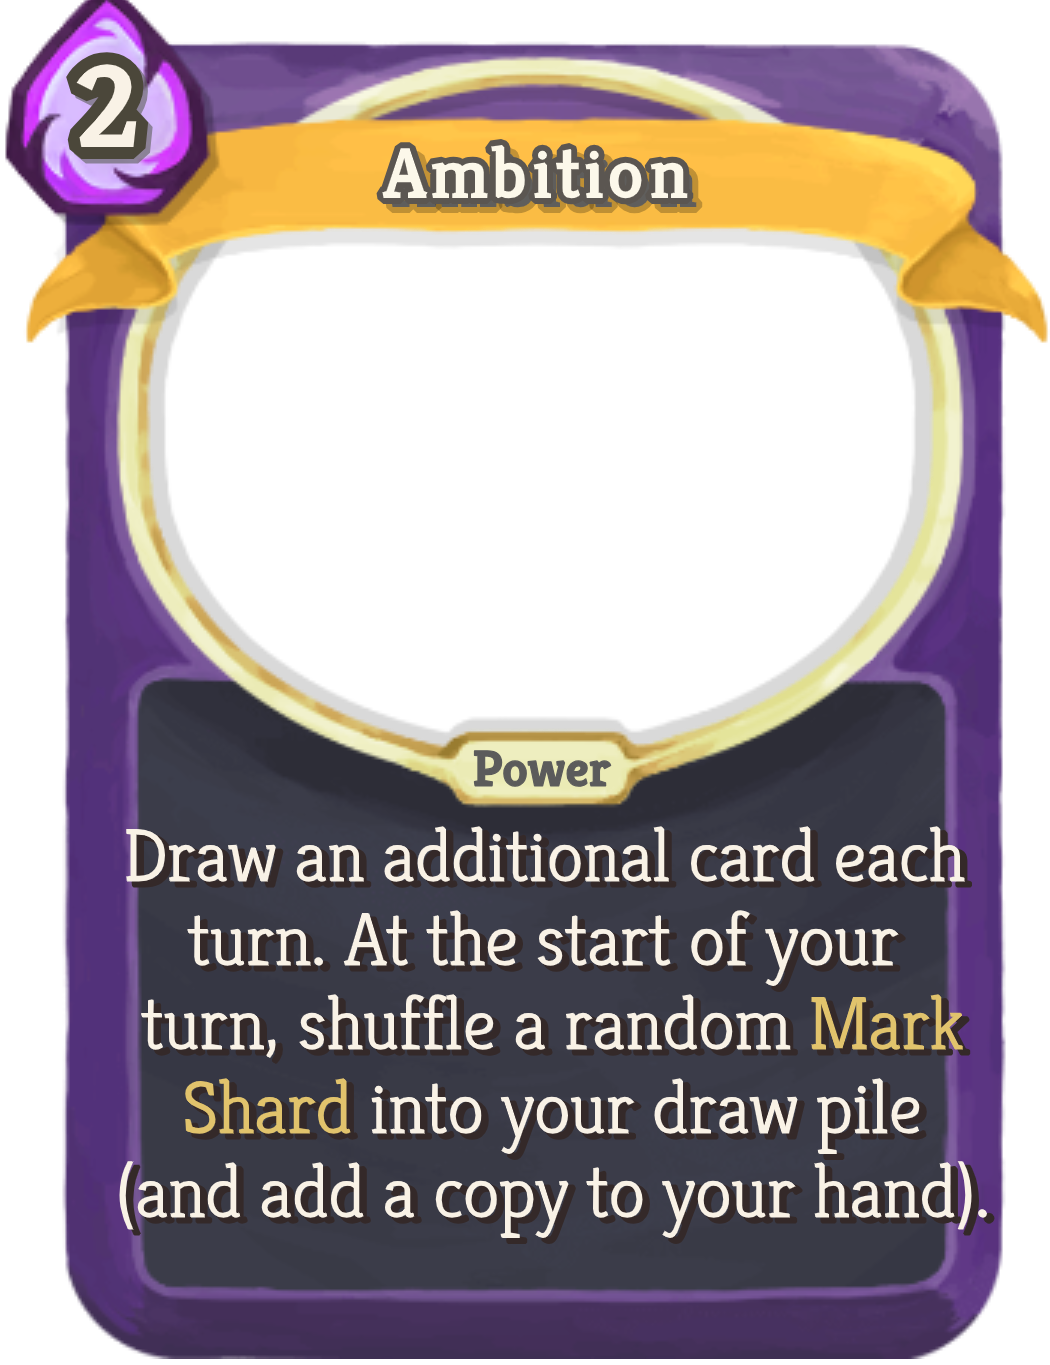 2
Ambition
Power
Draw an additional card each
turn. At the start of your
turn, shuffle a random Mark
Shard into your draw pile
(and add a copy to your hand).